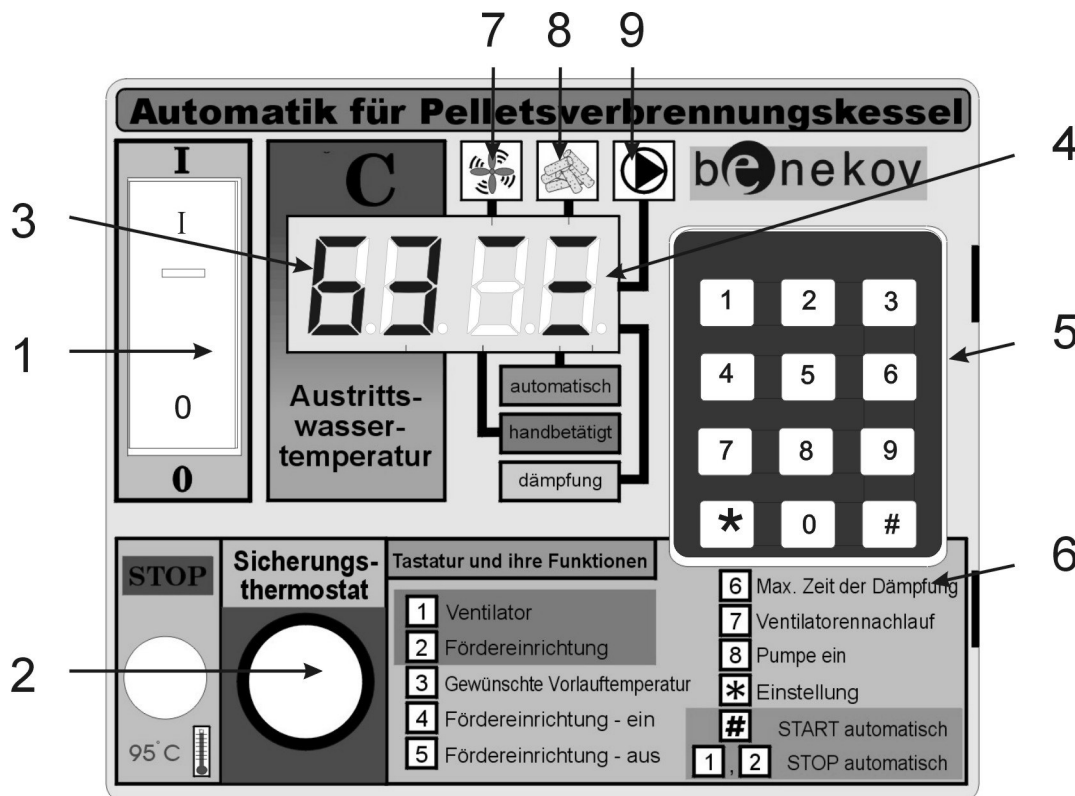 7 8 9
Automatik für Pelletsverbrennungskessel
I
C
benekov
4
3
I
63
1 2 3
5
1
automatisch
4 5 6
0
Austritts-
wasser-
temperatur
handbetätigt
7 8 9
0
dämpfung
* 0 #
STOP
Sicherungs-
thermostat
Tastatur und ihre Funktionen
6
1 Ventilator
2 Fördereinrichtung
3 Gewünschte Vorlauftemperatur
4 Fördereinrichtung - ein
5 Fördereinrichtung - aus
6 Max. Zeit der Dämpfung
7 Ventilatorennachlauf
8 Pumpe ein
* Einstellung
# START automatisch
1 , 2 STOP automatisch
2
95°C